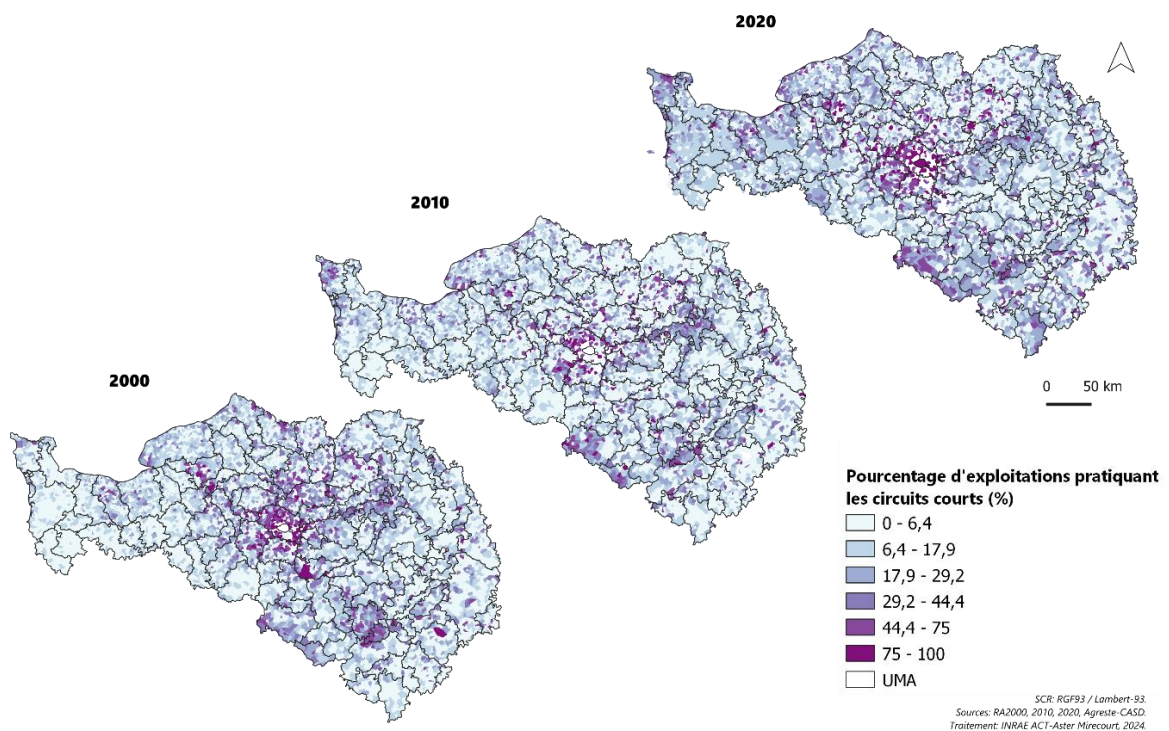 2020
2010
2000
0 50 km
Pourcentage d'exploitations pratiquant
les circuits courts (%)
0 - 6,4
6,4 - 17,9
17,9 - 29,2
29,2 - 44,4
44,4 - 75
75 - 100
UMA
SCR: RGF93 / Lambert-93.
Sources: RA2000, 2010, 2020, Agreste-CASD.
Traitement: INRAE ACT-Aster Mirecourt, 2024.